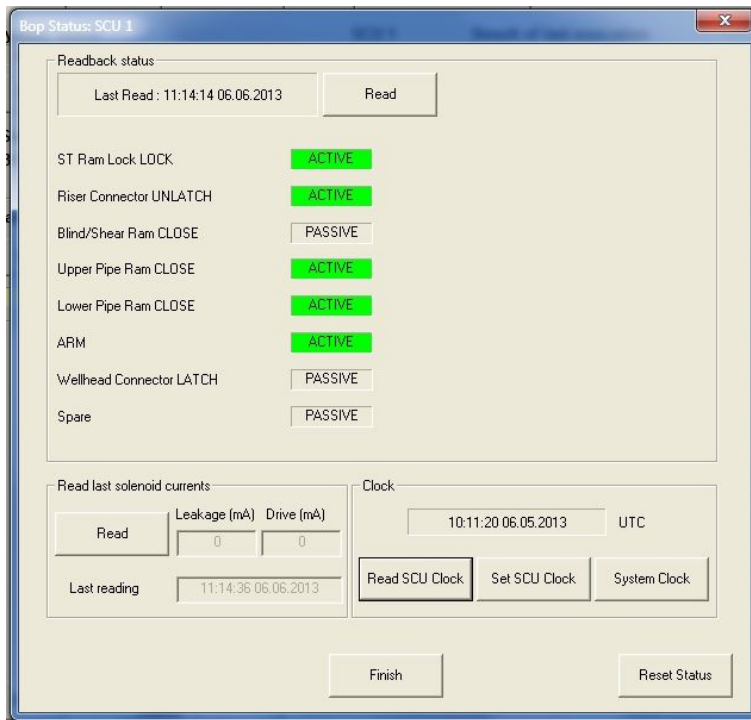 Bop Status: SCU 1
Readback status
Last Read : 11:14:14 06.06.2013 Read
ST Ram Lock LOCK ACTIVE
Riser Connector UNLATCH ACTIVE
Blind/Shear Ram CLOSE PASSIVE
Upper Pipe Ram CLOSE ACTIVE
Lower Pipe Ram CLOSE ACTIVE
ARM ACTIVE
Wellhead Connector LATCH PASSIVE
Spare PASSIVE
Read last solenoid currents
Leakage (mA) Drive (mA)
Read 0 0
Last reading 11:14:36 06.06.2013
Clock
10:11:20 06.05.2013 UTC
Read SCU Clock Set SCU Clock System Clock
Finish Reset Status